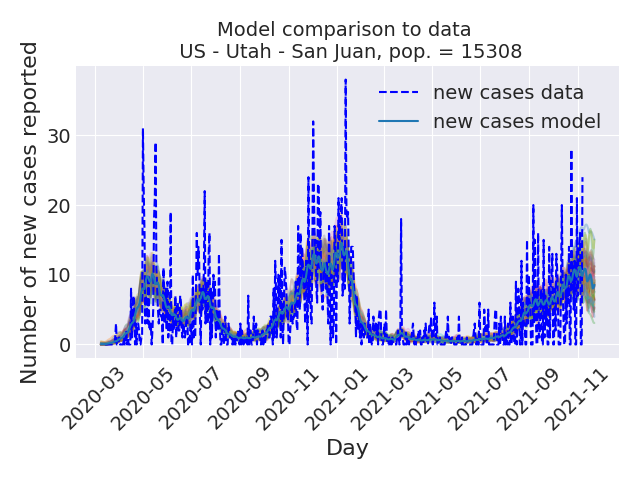 Model comparison to data
US - Utah - San Juan, pop. = 15308
Number of new cases reported
30
20
10
0
new cases data
new cases model
2020-03
2020-05
2020-07
2020-09
2020-11
2021-01
2021-03
2021-05
2021-07
2021-09
2021-11
Day